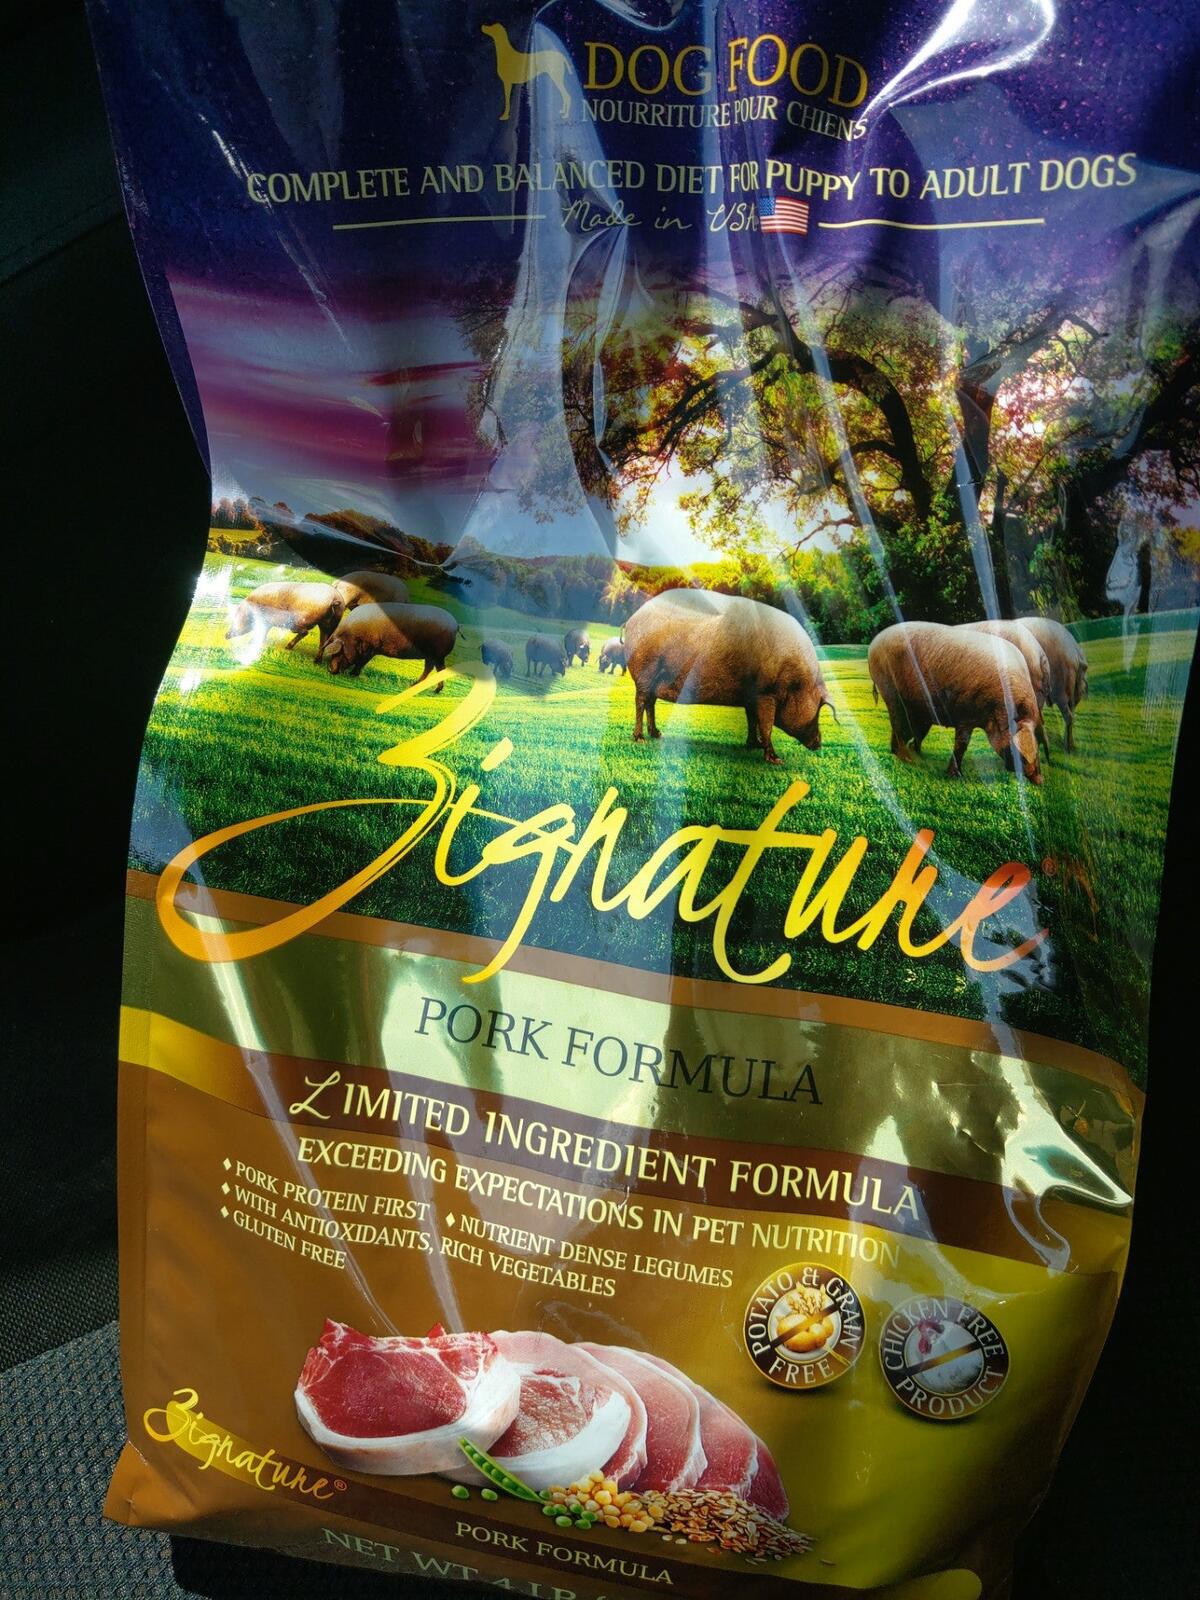 DOG FOOD
NOURRITURE POUR CHIENS
COMPLETE AND BALANCED DIET FOR PUPPY TO ADULT DOGS
Made in USA
Zignature®
PORK FORMULA
LIMITED INGREDIENT FORMULA
EXCEEDING EXPECTATIONS IN PET NUTRITION
♦ PORK PROTEIN FIRST ♦ NUTRIENT DENSE LEGUMES
♦ WITH ANTIOXIDANTS, RICH VEGETABLES
♦ GLUTEN FREE
POTATO & GRAIN FREE
CHICKEN FREE PRODUCT
Zignature®
PORK FORMULA
NET WT 4 LB